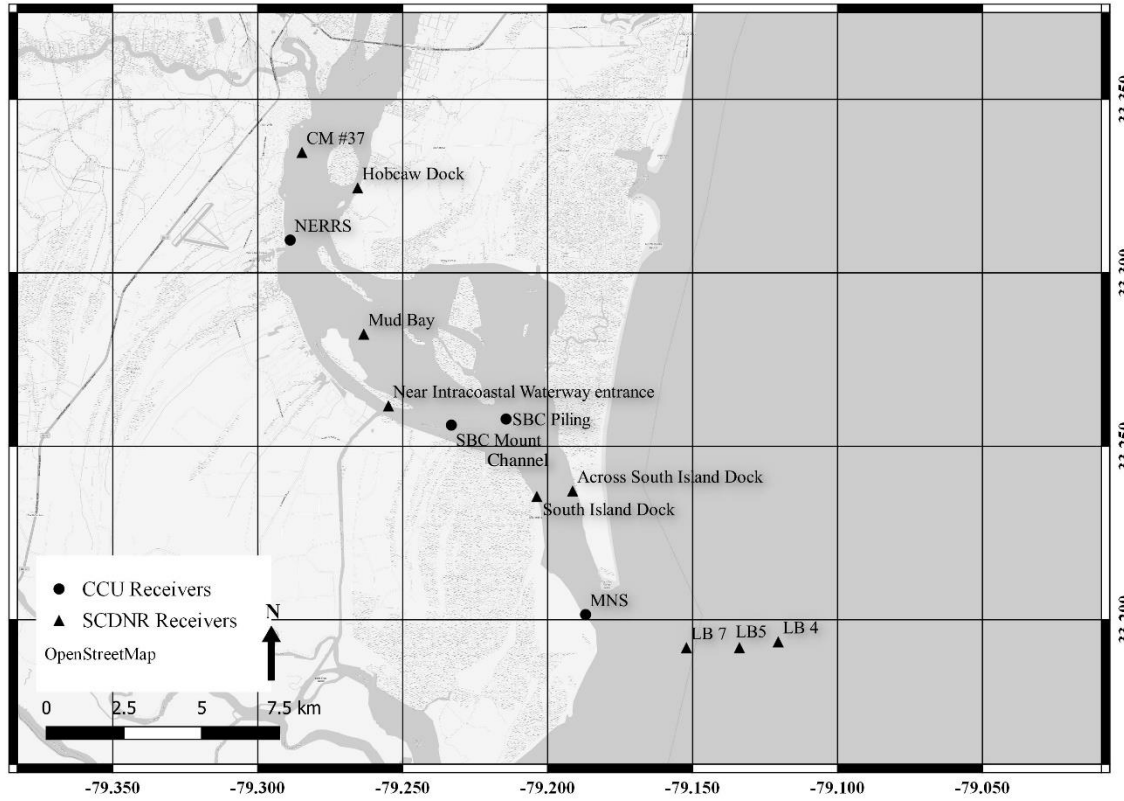 CM #37
Hobcaw Dock
NERRS
Mud Bay
Near Intracoastal Waterway entrance
SBC Piling
SBC Mount
Channel
Across South Island Dock
South Island Dock
MNS
LB 7
LB5
LB 4
CCU Receivers
SCDNR Receivers
OpenStreetMap
N
0 2.5 5 7.5 km
-79.350 -79.300 -79.250 -79.200 -79.150 -79.100 -79.050